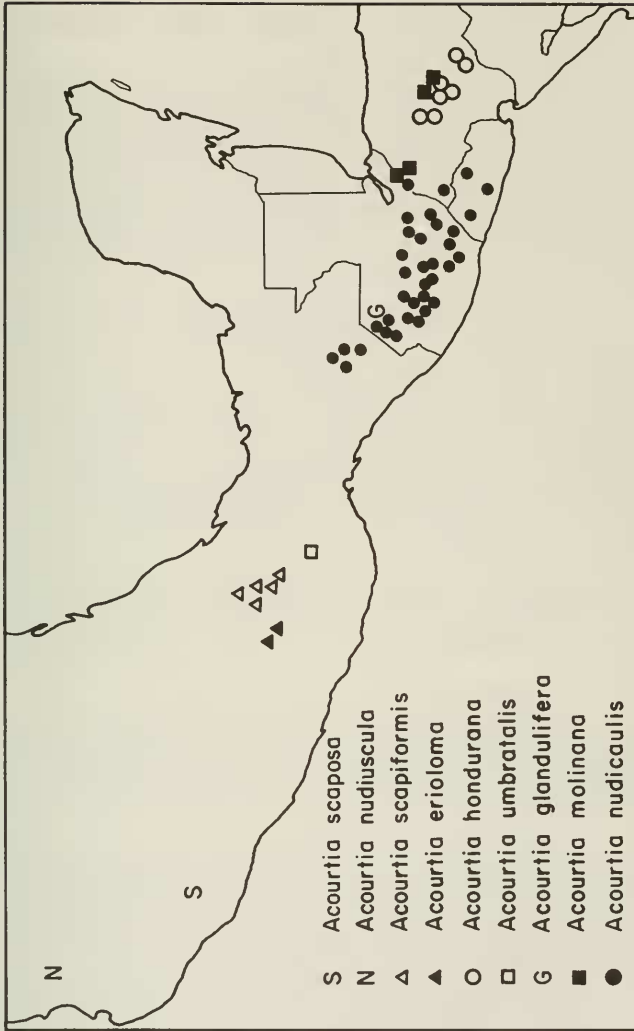 N
S
G
S Acourtia scaposa
N Acourtia nudiuscula
Acourtia scapiformis
Acourtia erioloma
Acourtia hondurana
Acourtia umbratalis
G Acourtia glandulifera
Acourtia molinana
Acourtia nudicaulis